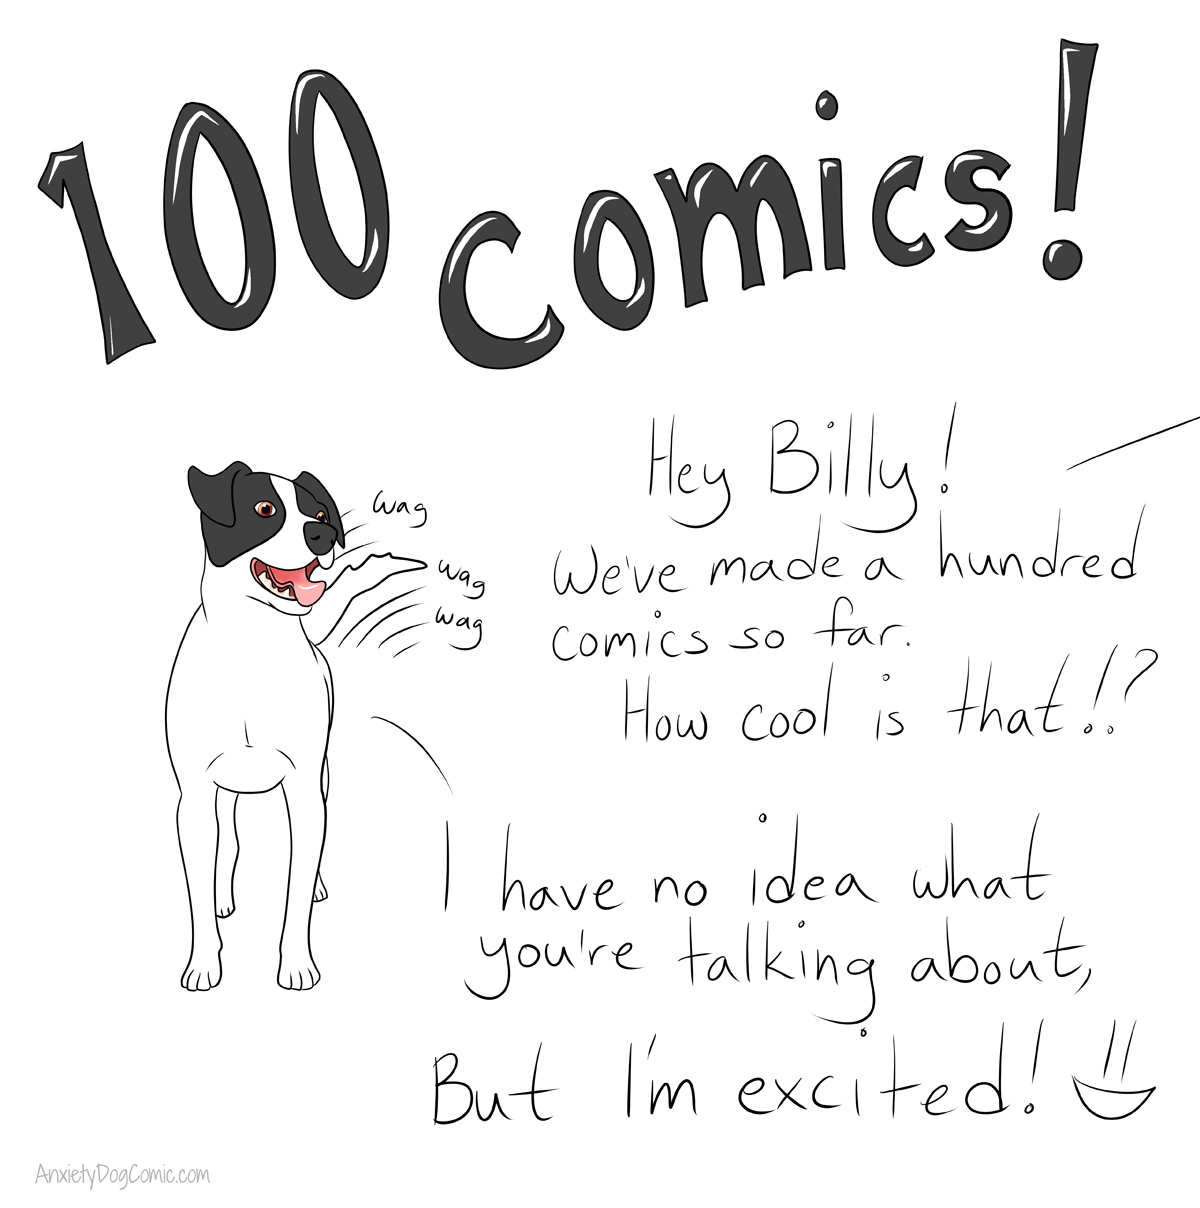 100 Comics!
Hey Billy!
We've made a hundred
comics so far.
How cool is that!!?
wag
wag
wag
I have no idea what
you're talking about,
But I'm excited!
AnxietyDogComic.com